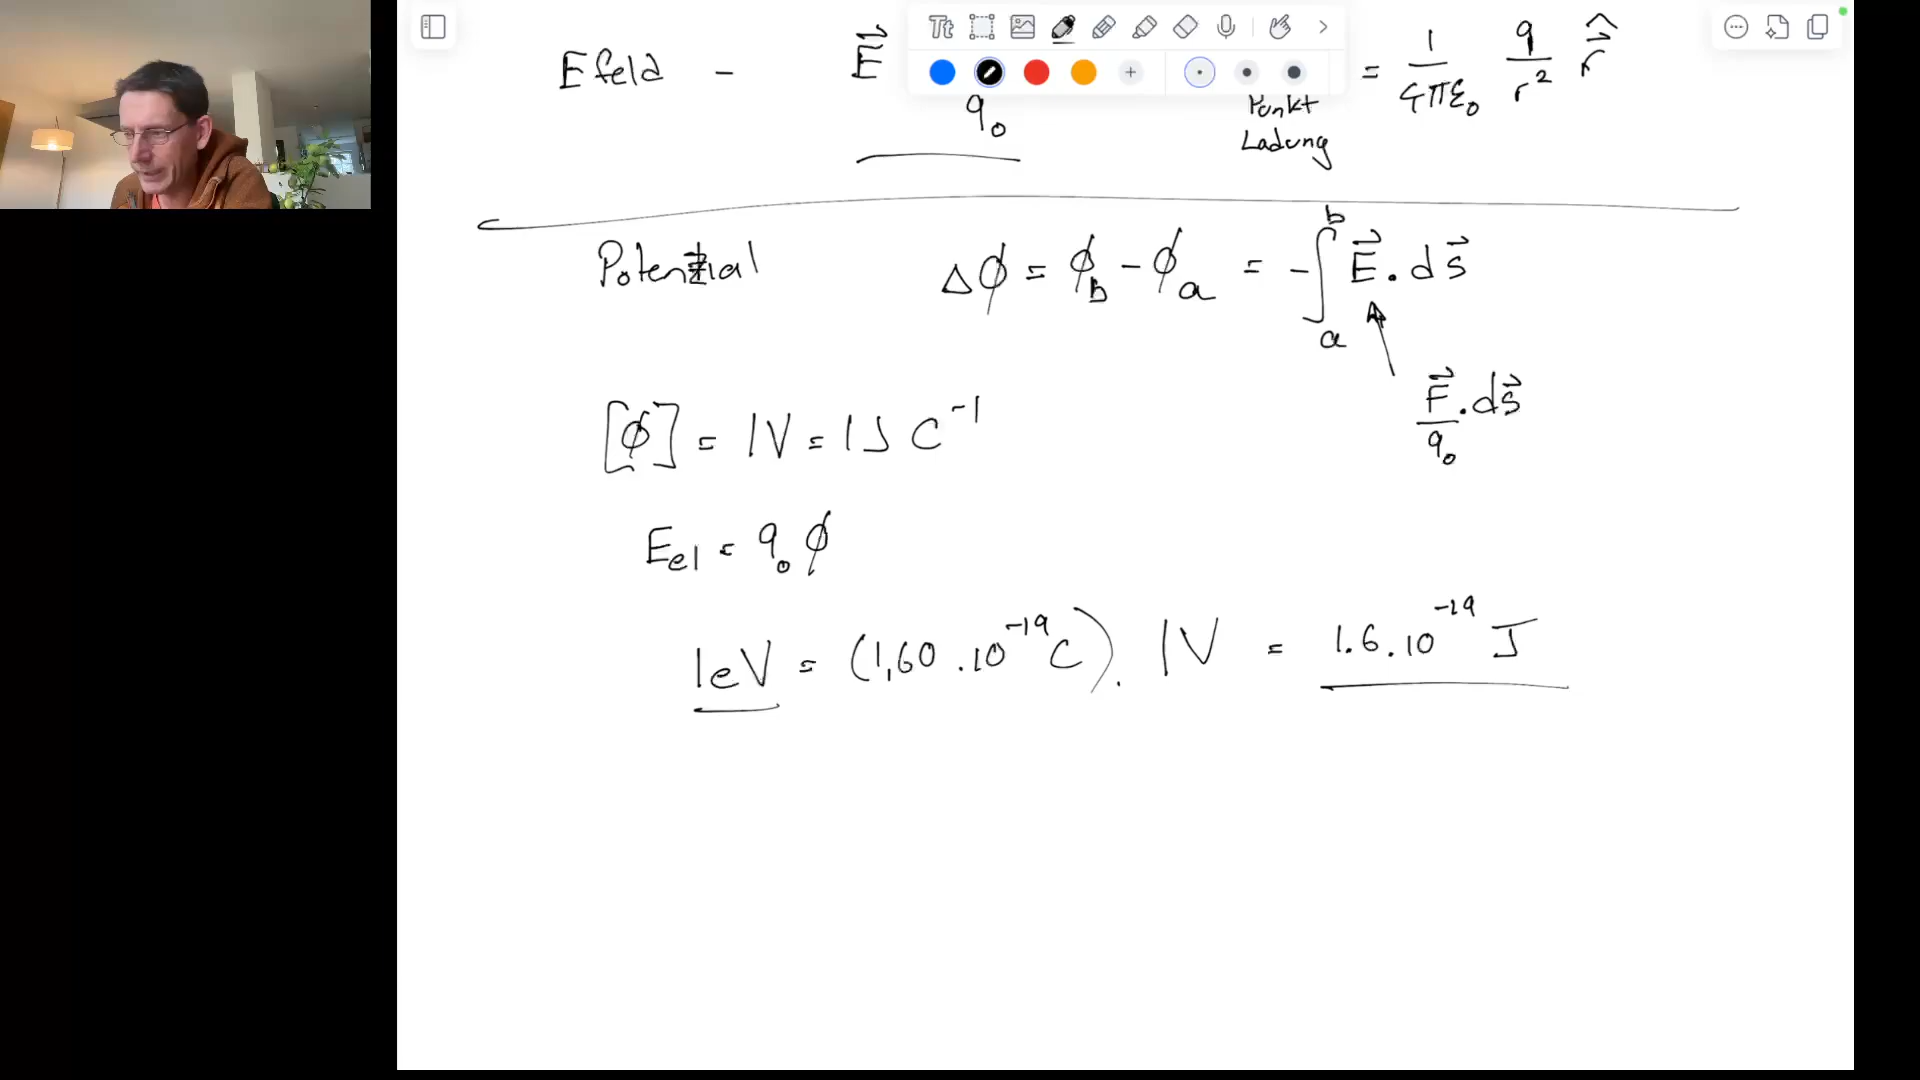 Efeld - E⃗ = 1/4πε₀ q/r² r̂
q₀
Punkt
Ladung
Potenzial Δϕ = ϕ_b - ϕ_a = -∫_a^b E⃗ . ds⃗
F⃗/q₀ . ds⃗
[ϕ] = 1V = 1J C⁻¹
E_el = q₀ ϕ
1eV = (1,60 . 10⁻¹⁹ C) . 1V = 1.6 . 10⁻¹⁹ J
Tt